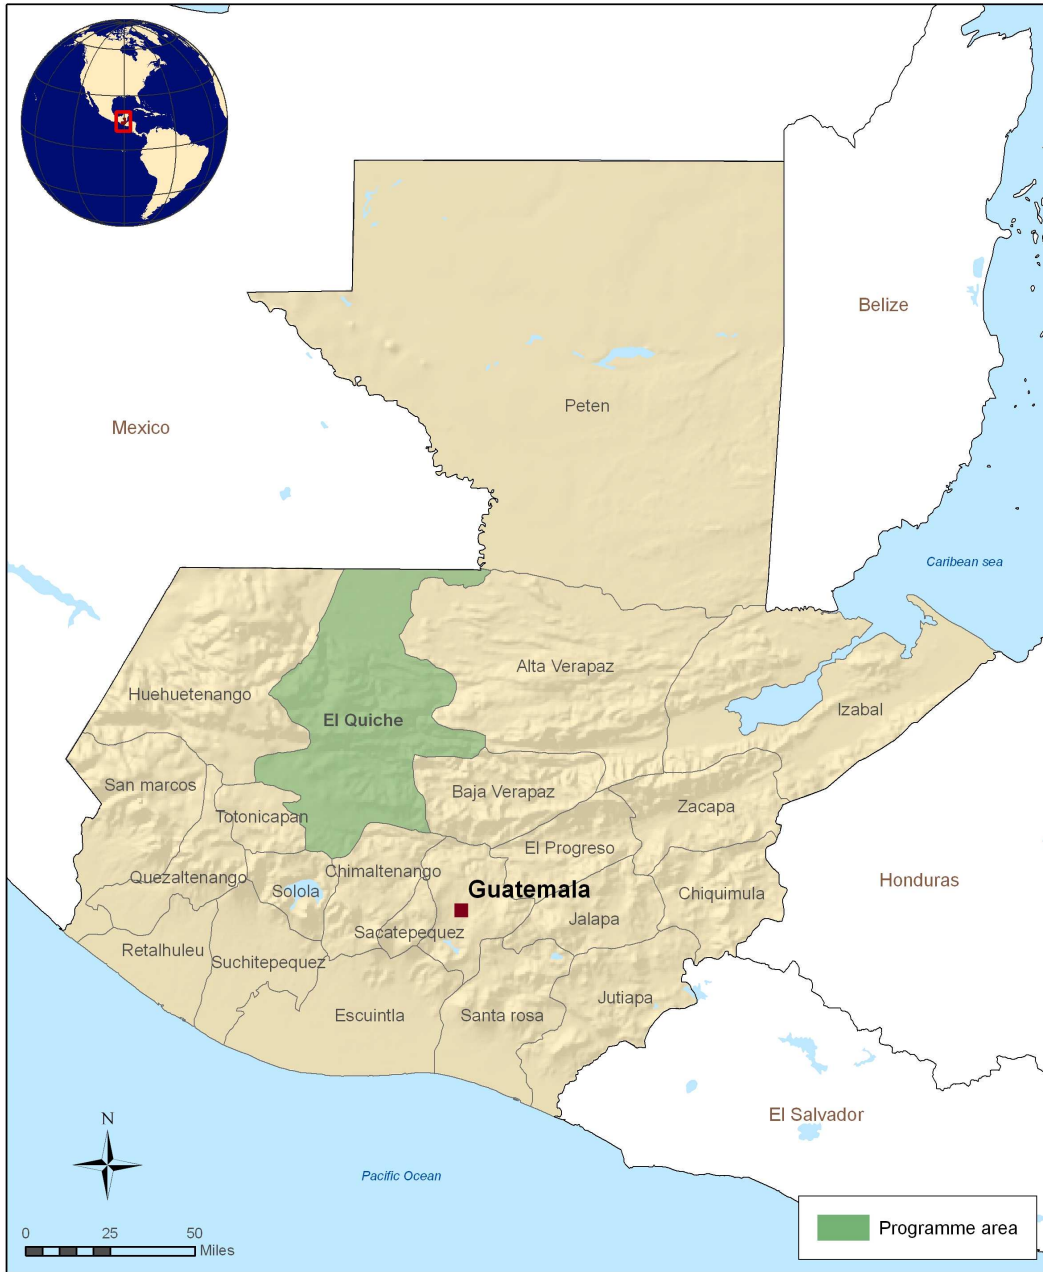 Belize
Mexico
Peten
Caribean sea
Alta Verapaz
Huehuetenango
El Quiche
Izabal
San marcos
Baja Verapaz
Zacapa
Totonicapan
El Progreso
Chimaltenango
Quezaltenango
Solola
Guatemala
Chiquimula
Honduras
Jalapa
Sacatepequez
Retalhuleu
Suchitepequez
Jutiapa
Escuintla
Santa rosa
El Salvador
N
Pacific Ocean
Programme area
0 25 50
Miles